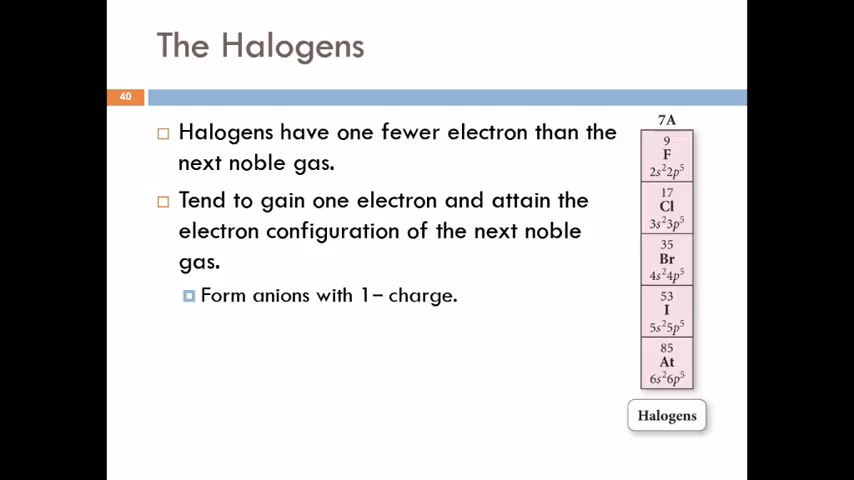 The Halogens
40
Halogens have one fewer electron than the
next noble gas.
Tend to gain one electron and attain the
electron configuration of the next noble
gas.
Form anions with 1– charge.
7A
9
F
2s²2p⁵
17
Cl
3s²3p⁵
35
Br
4s²4p⁵
53
I
5s²5p⁵
85
At
6s²6p⁵
Halogens